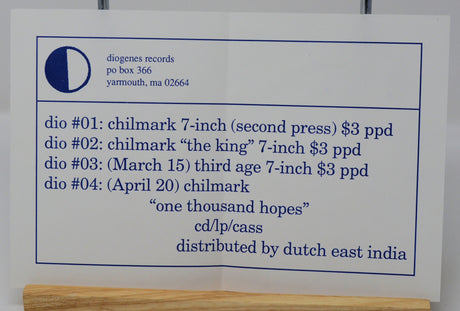 diogenes records
po box 366
yarmouth, ma 02664
dio #01: chilmark 7-inch (second press) $3 ppd
dio #02: chilmark “the king” 7-inch $3 ppd
dio #03: (March 15) third age 7-inch $3 ppd
dio #04: (April 20) chilmark
“one thousand hopes”
cd/lp/cass
distributed by dutch east india